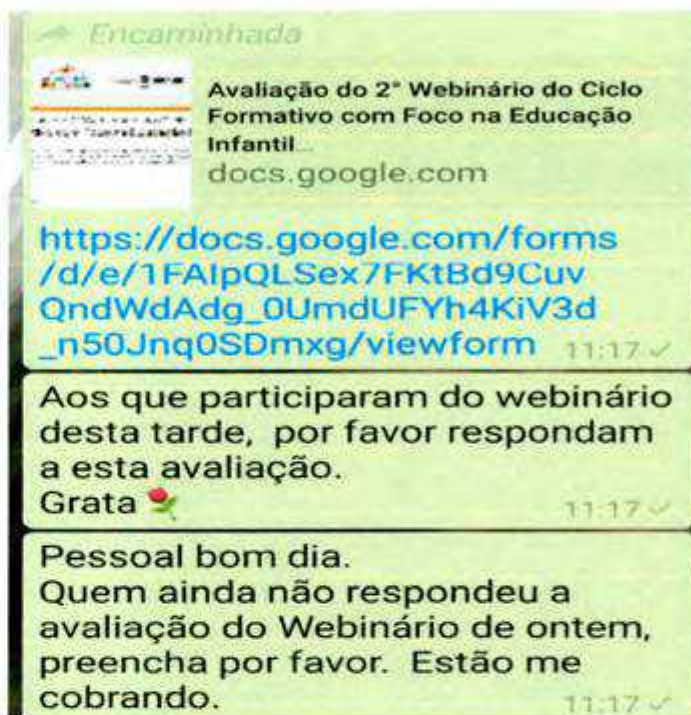 Encaminhada
Avaliação do 2° Webinário do Ciclo
Formativo com Foco na Educação
Infantil...
docs.google.com
https://docs.google.com/forms
/d/e/1FAIpQLSex7FKtBd9Cuv
QndWdAdg_0UmdUFYh4KiV3d
_n50Jnq0SDmxg/viewform 11:17
Aos que participaram do webinário
desta tarde, por favor respondam
a esta avaliação.
Grata🌹 11:17
Pessoal bom dia.
Quem ainda não respondeu a
avaliação do Webinário de ontem,
preencha por favor. Estão me
cobrando. 11:17